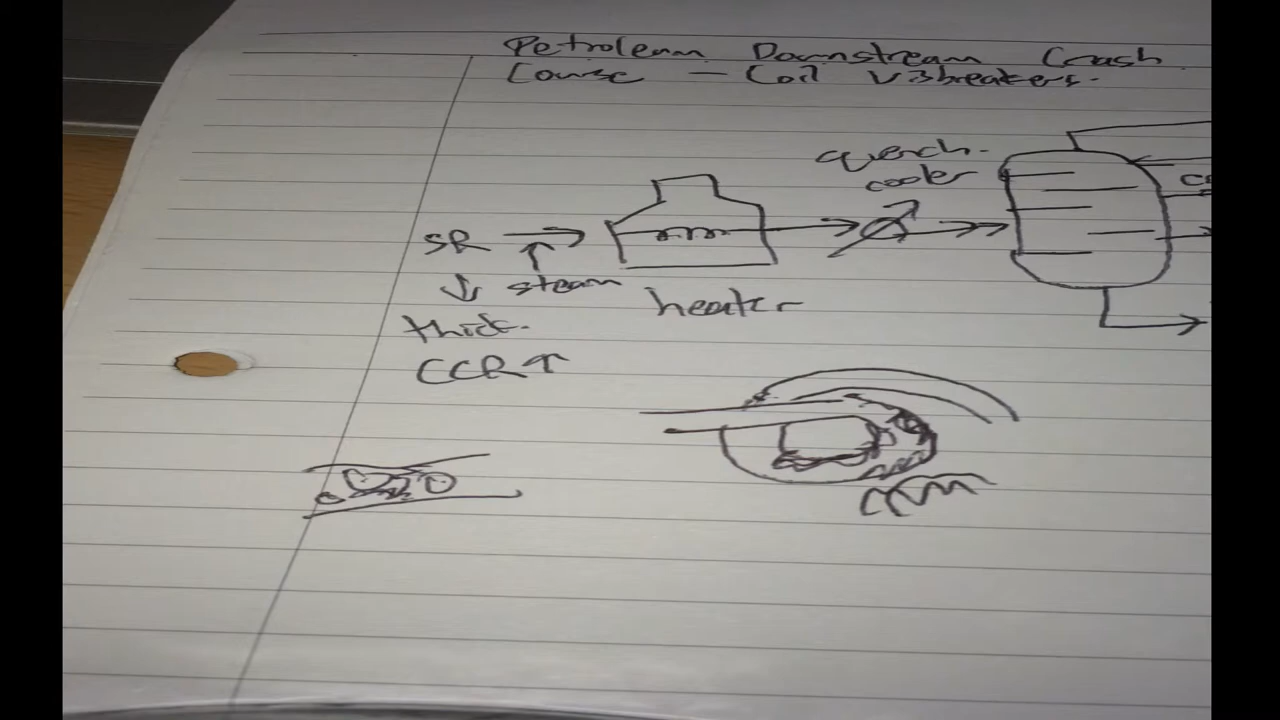 Petroleum Downstream Crash
Course - Coil Visbreakers.
quench
cooler
SR
steam
heater
thick.
CCR↑